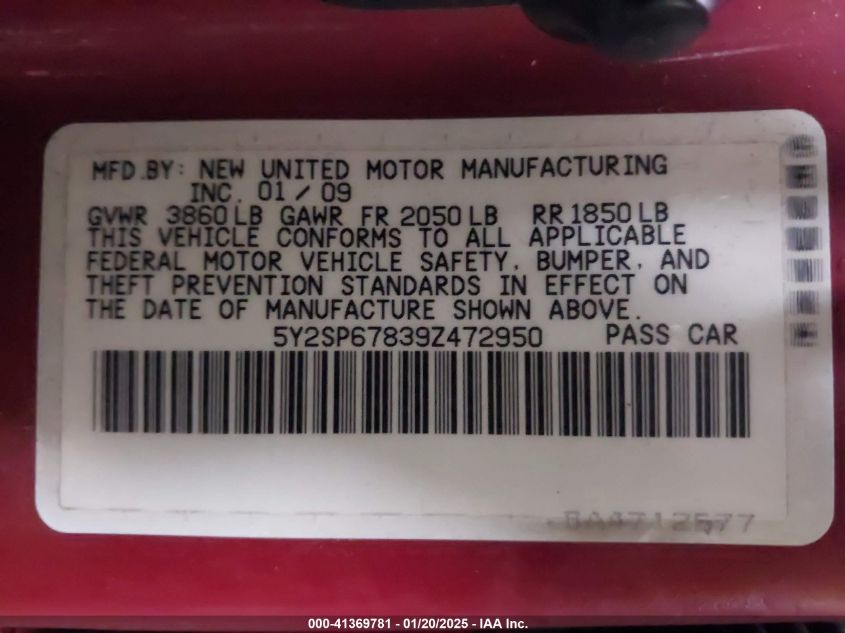 MFD.BY: NEW UNITED MOTOR MANUFACTURING
INC. 01 / 09
GVWR 3860 LB GAWR FR 2050 LB RR 1850 LB
THIS VEHICLE CONFORMS TO ALL APPLICABLE
FEDERAL MOTOR VEHICLE SAFETY, BUMPER, AND
THEFT PREVENTION STANDARDS IN EFFECT ON
THE DATE OF MANUFACTURE SHOWN ABOVE.
5Y2SP67839Z472950 PASS CAR
000-41369781 - 01/20/2025 - IAA Inc.